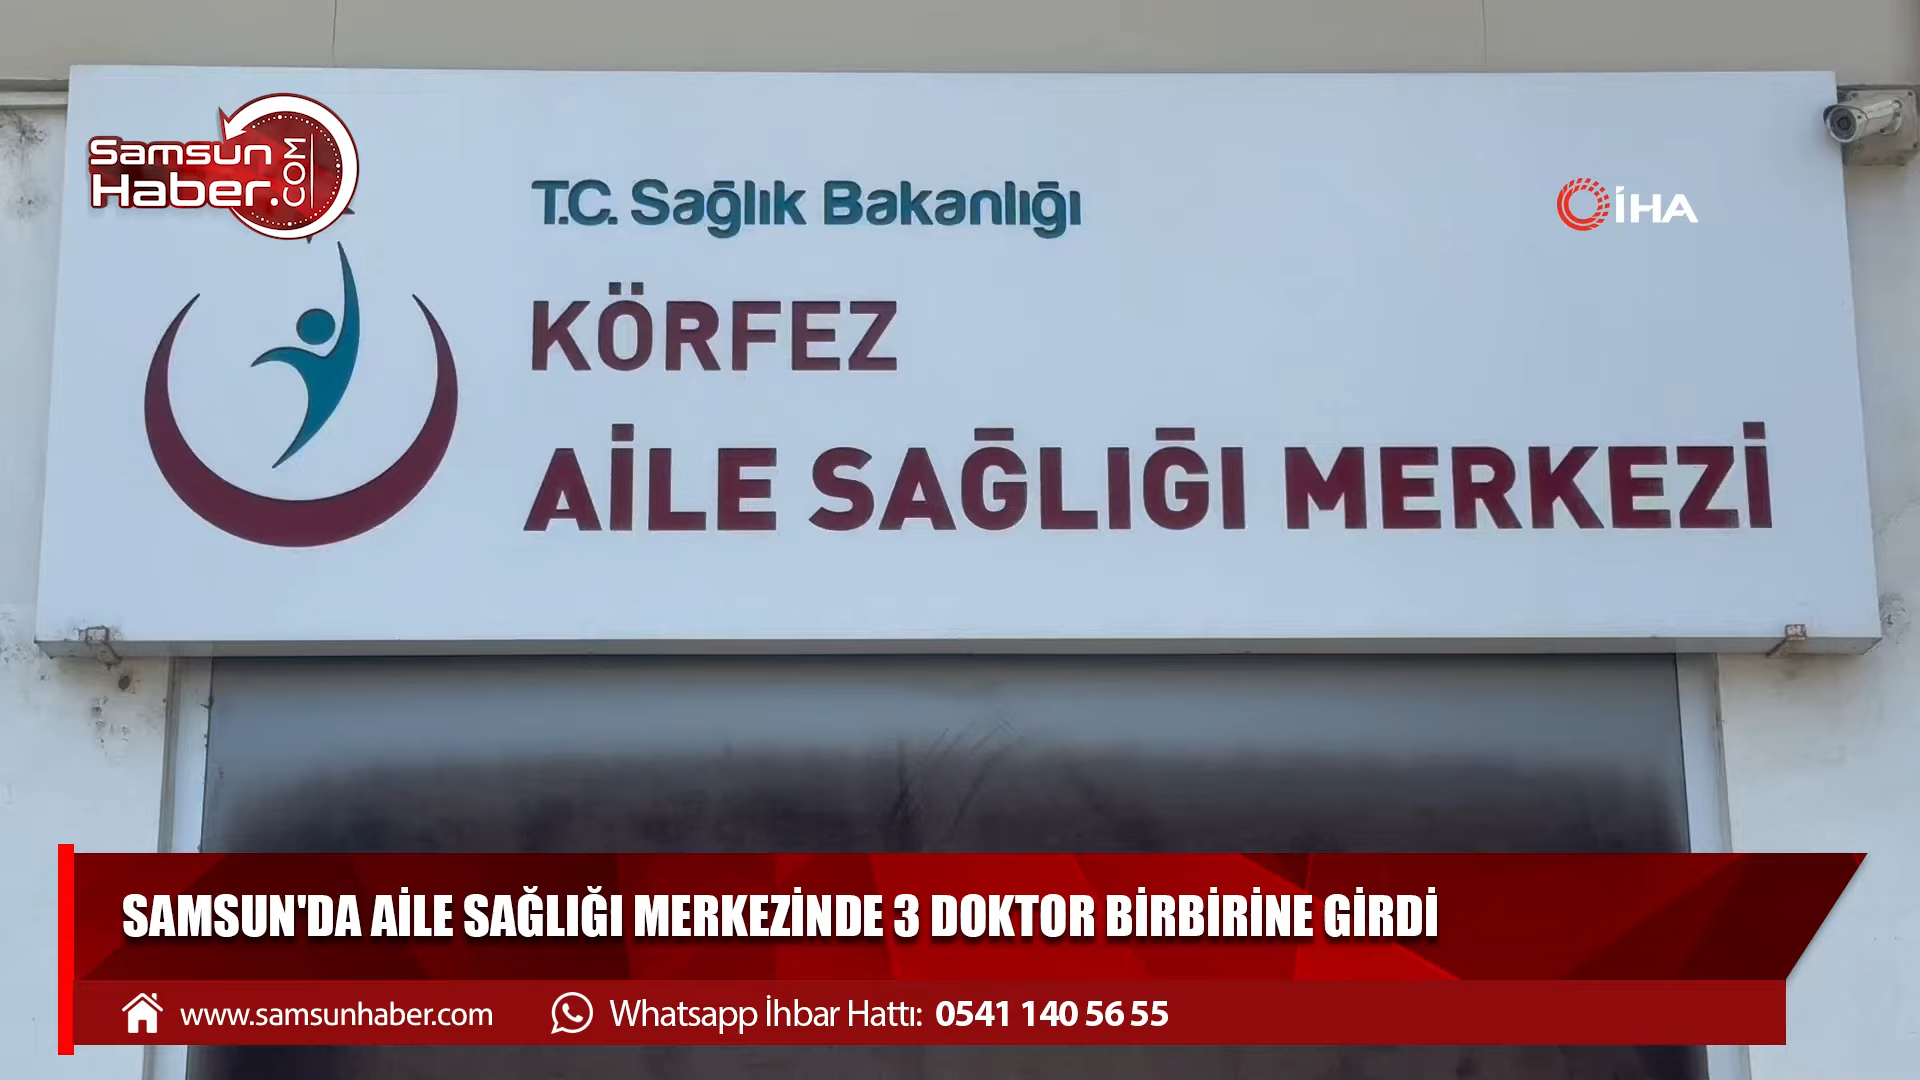 Samsun
Haber.COM
T.C. Sağlık Bakanlığı
İHA
KÖRFEZ
AİLE SAĞLIĞI MERKEZİ
SAMSUN'DA AİLE SAĞLIĞI MERKEZİNDE 3 DOKTOR BİRBİRİNE GİRDİ
www.samsunhaber.com
Whatsapp İhbar Hattı: 0541 140 56 55